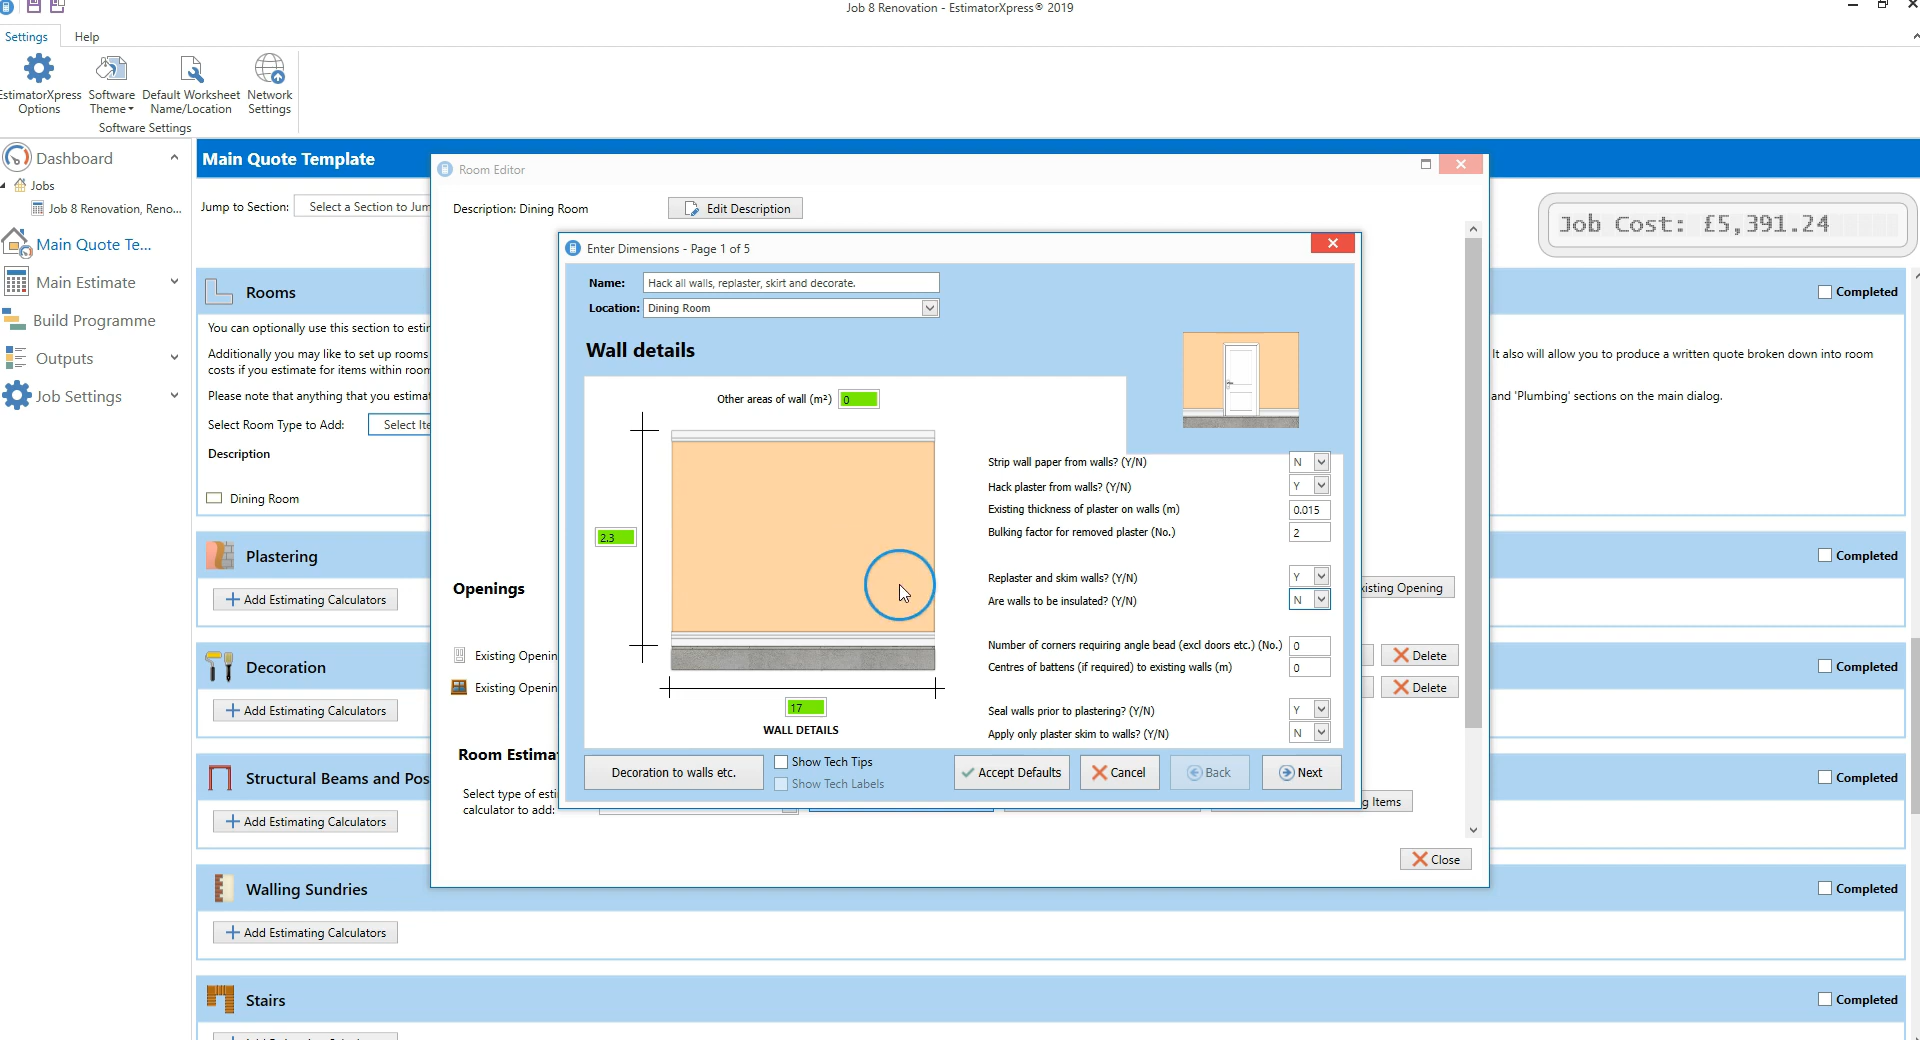 Job 8 Renovation - EstimatorXpress® 2019
Settings
Help
EstimatorXpress
Options
Software
Theme
Default Worksheet
Name/Location
Network
Settings
Software Settings
Dashboard
Jobs
Job 8 Renovation, Reno...
Main Quote Te...
Main Estimate
Build Programme
Outputs
Job Settings
Main Quote Template
Jump to Section:
Select a Section to Jum
Job Cost: £5,391.24
Rooms
Completed
You can optionally use this section to esti
Additionally you may like to set up rooms
It also will allow you to produce a written quote broken down into room
costs if you estimate for items within room
Please note that anything that you estimat
and 'Plumbing' sections on the main dialog.
Select Room Type to Add:
Select Ite
Description
Dining Room
Plastering
Completed
+ Add Estimating Calculators
Decoration
Completed
+ Add Estimating Calculators
Structural Beams and Pos
Completed
+ Add Estimating Calculators
Walling Sundries
Completed
+ Add Estimating Calculators
Stairs
Completed
Room Editor
Description: Dining Room
Edit Description
Openings
xisting Opening
Existing Openin
Delete
Existing Openin
Delete
Room Estima
Select type of esti
calculator to add:
g Items
Close
Enter Dimensions - Page 1 of 5
Name:
Hack all walls, replaster, skirt and decorate.
Location:
Dining Room
Wall details
Other areas of wall (m²)
0
2.3
17
WALL DETAILS
Strip wall paper from walls? (Y/N)
N
Hack plaster from walls? (Y/N)
Y
Existing thickness of plaster on walls (m)
0.015
Bulking factor for removed plaster (No.)
2
Replaster and skim walls? (Y/N)
Y
Are walls to be insulated? (Y/N)
N
Number of corners requiring angle bead (excl doors etc.) (No.)
0
Centres of battens (if required) to existing walls (m)
0
Seal walls prior to plastering? (Y/N)
Y
Apply only plaster skim to walls? (Y/N)
N
Decoration to walls etc.
Show Tech Tips
Show Tech Labels
Accept Defaults
Cancel
Back
Next